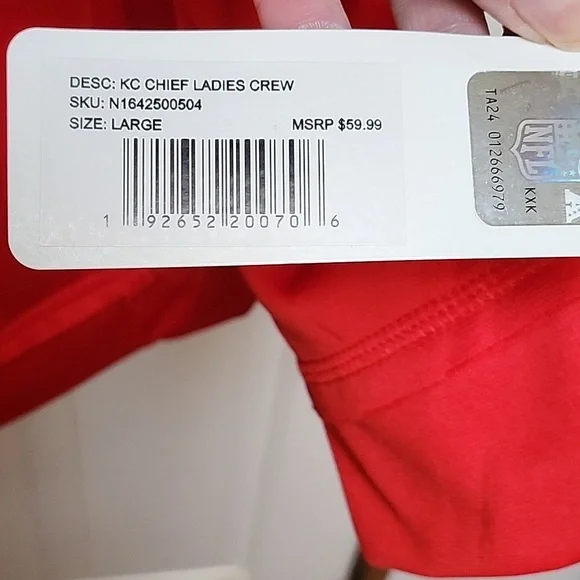 DESC: KC CHIEF LADIES CREW
SKU: N1642500504
SIZE: LARGE MSRP $59.99
1 92652 20070 6
TA24 012666979
NFL
KXK